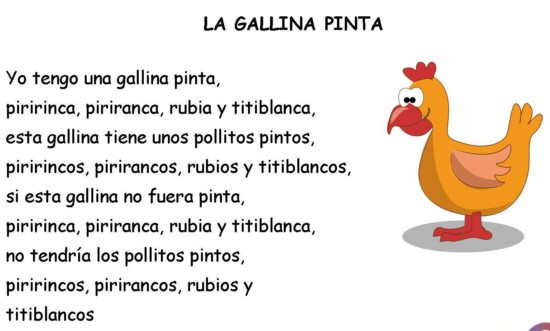 LA GALLINA PINTA
Yo tengo una gallina pinta,
piririnca, piriranca, rubia y titiblanca,
esta gallina tiene unos pollitos pintos,
piririncos, pirirancos, rubios y titiblancos,
si esta gallina no fuera pinta,
piririnca, piriranca, rubia y titiblanca,
no tendría los pollitos pintos,
piririncos, pirirancos, rubios y
titiblancos